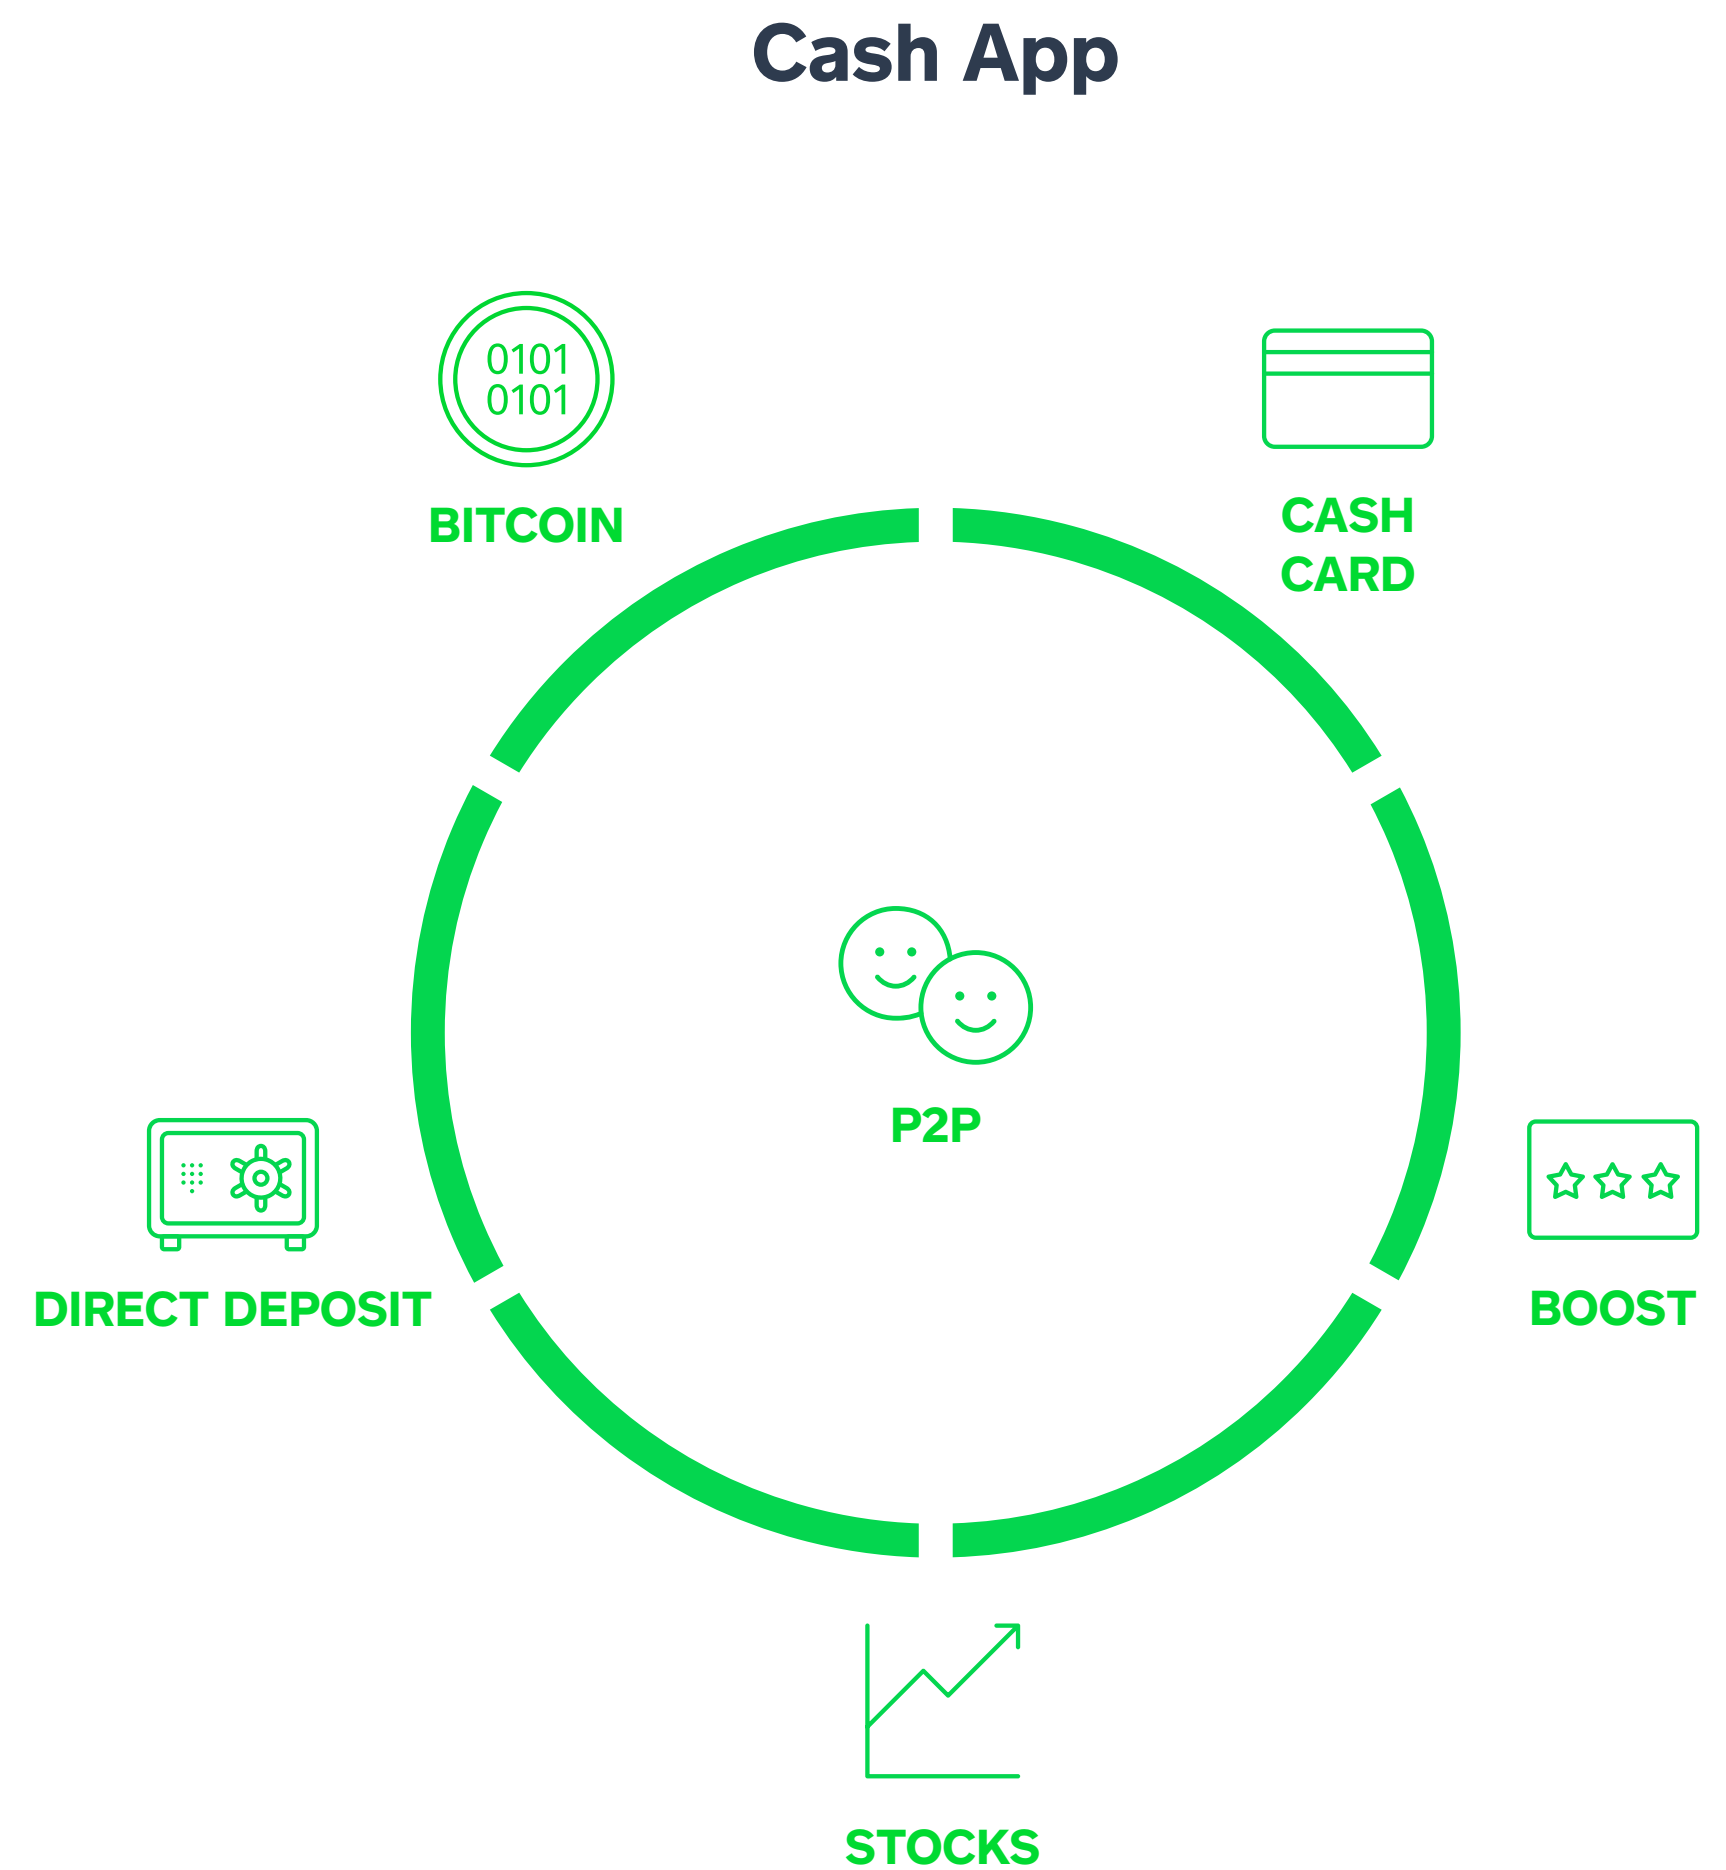 Cash App
0101
0101
BITCOIN
CASH
CARD
P2P
DIRECT DEPOSIT
BOOST
STOCKS